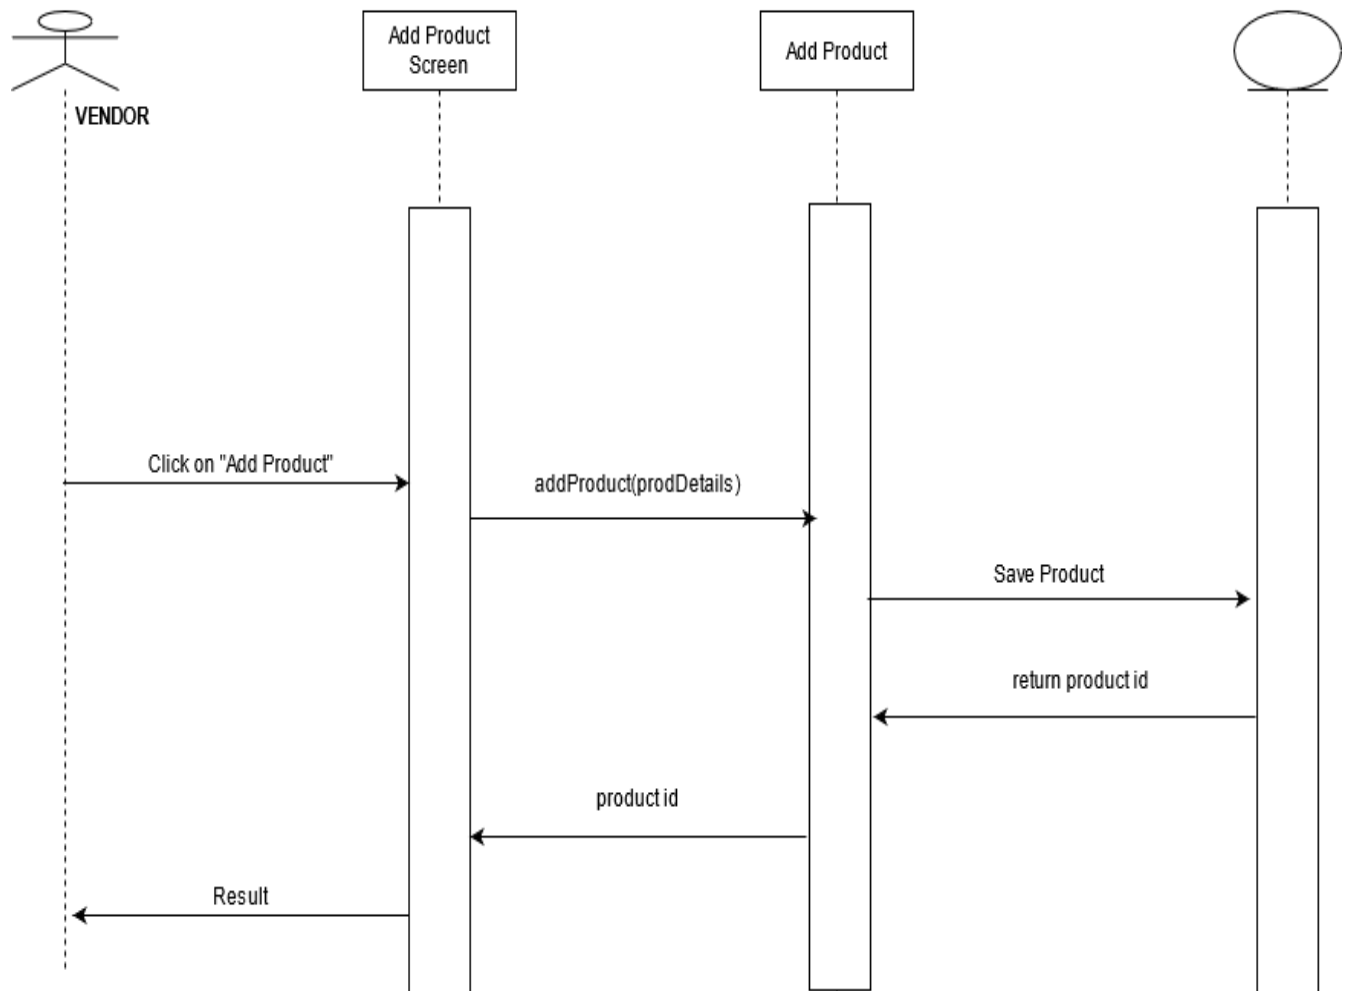 Add Product
Screen
Add Product
VENDOR
Click on "Add Product"
addProduct(prodDetails)
Save Product
return product id
product id
Result